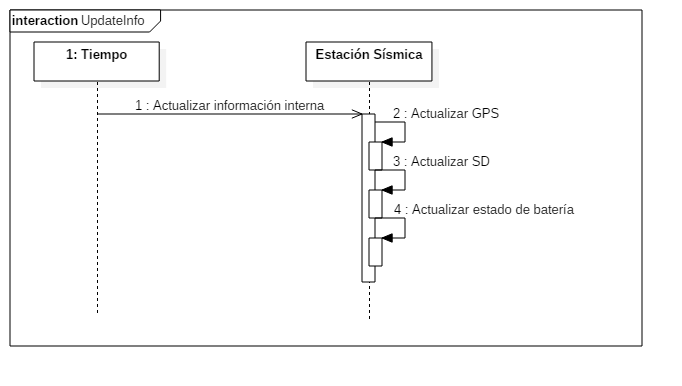 interaction UpdateInfo
1: Tiempo
Estación Sísmica
1 : Actualizar información interna
2 : Actualizar GPS
3 : Actualizar SD
4 : Actualizar estado de batería